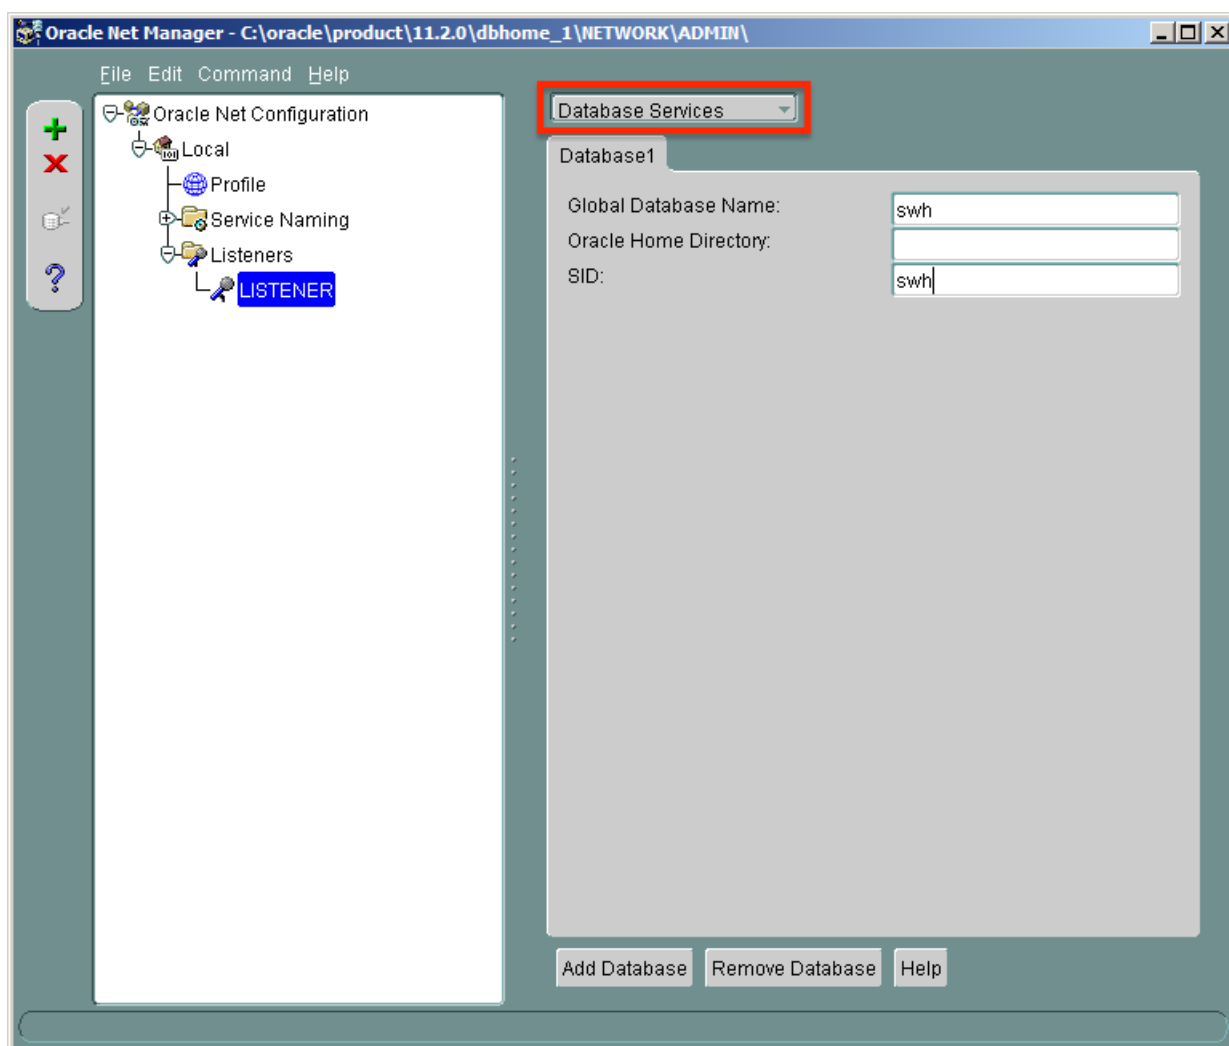 Oracle Net Manager - C:\oracle\product\11.2.0\dbhome_1\NETWORK\ADMIN\
File Edit Command Help
Oracle Net Configuration
Local
Profile
Service Naming
Listeners
LISTENER
Database Services
Database1
Global Database Name: swh
Oracle Home Directory:
SID: swh
Add Database Remove Database Help